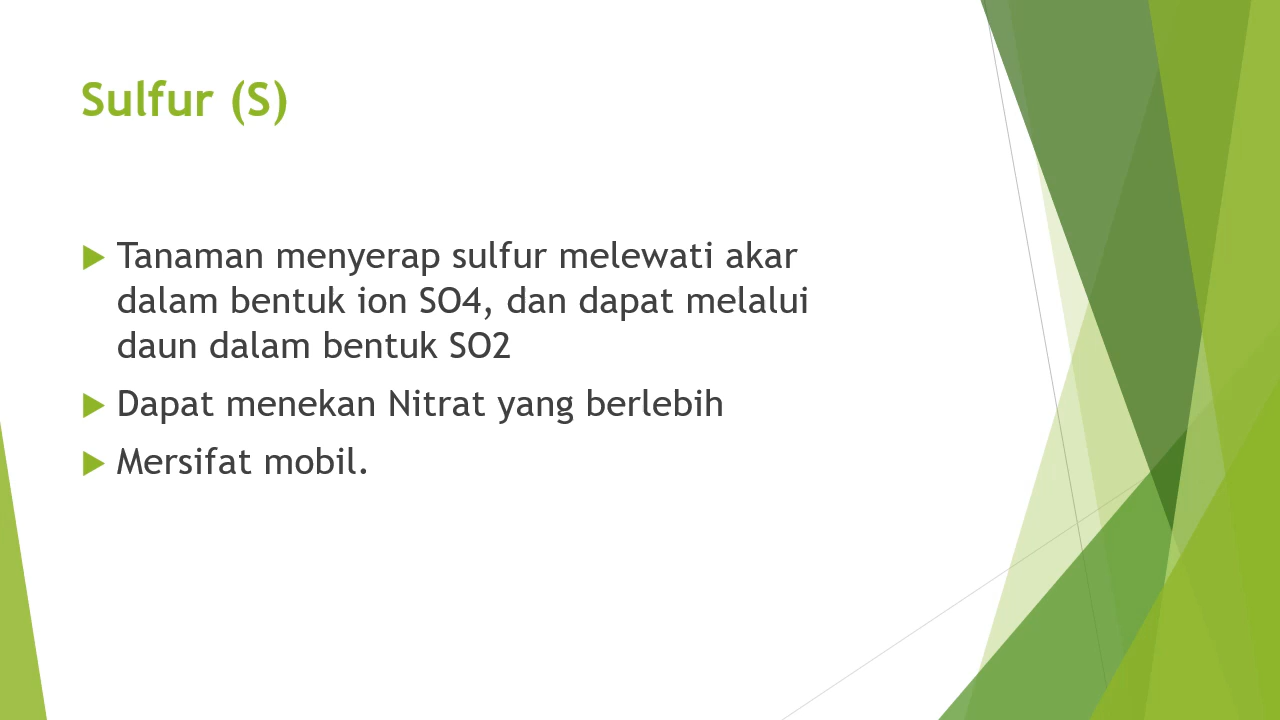 Sulfur (S)
Tanaman menyerap sulfur melewati akar
dalam bentuk ion SO4, dan dapat melalui
daun dalam bentuk SO2
Dapat menekan Nitrat yang berlebih
Mersifat mobil.